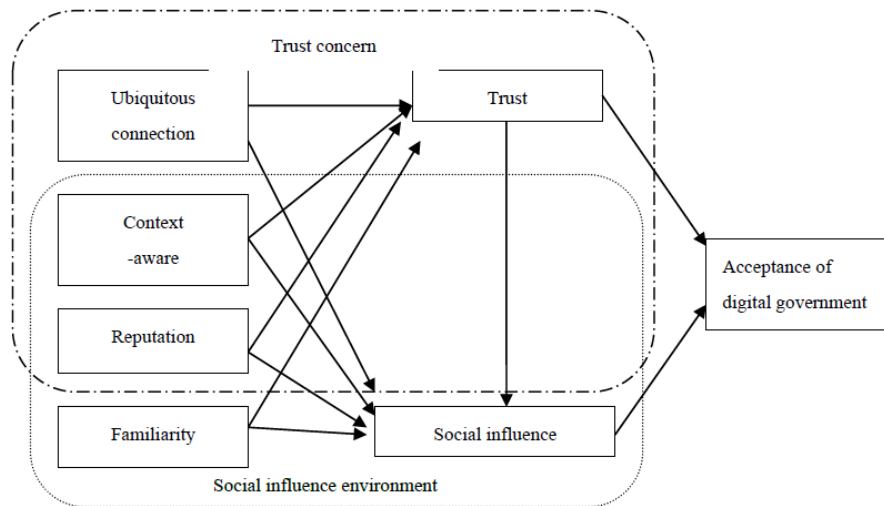 Trust concern
Ubiquitous
connection
Trust
Context
-aware
Acceptance of
digital government
Reputation
Familiarity
Social influence
Social influence environment